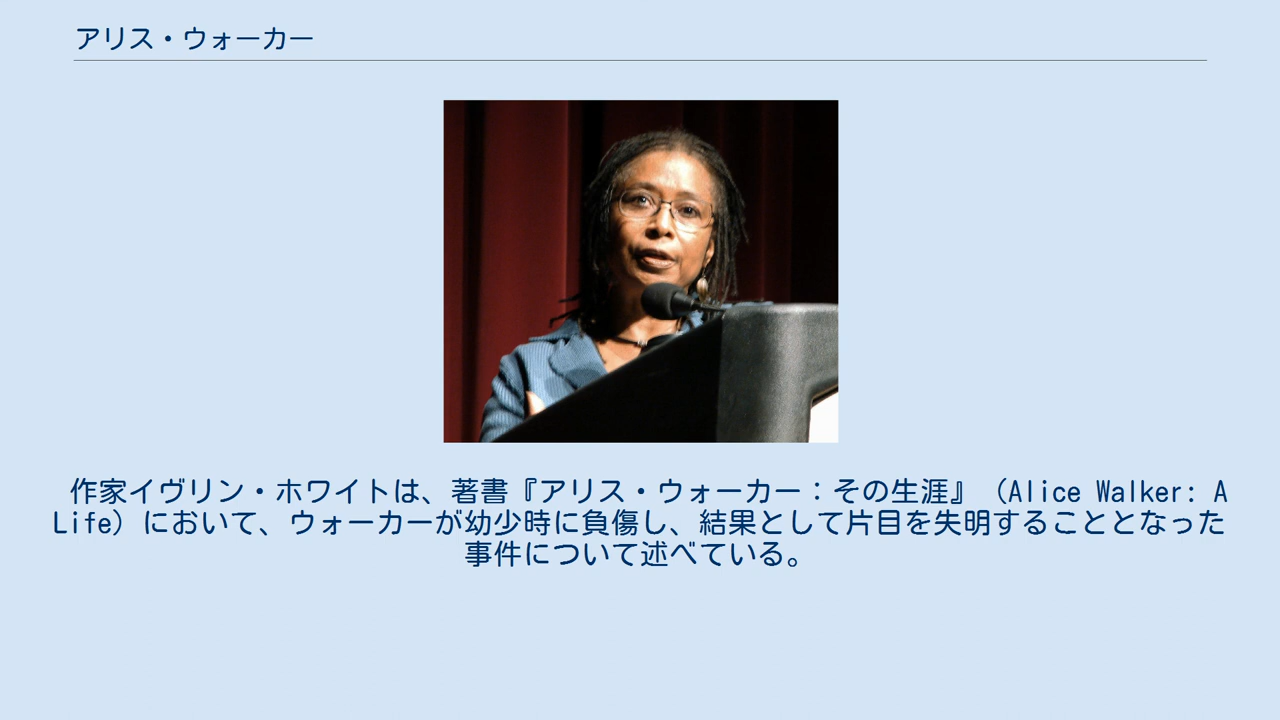 アリス・ウォーカー
作家イヴリン・ホワイトは、著書『アリス・ウォーカー：その生涯』（Alice Walker: A
Life）において、ウォーカーが幼少時に負傷し、結果として片目を失明することとなった
事件について述べている。